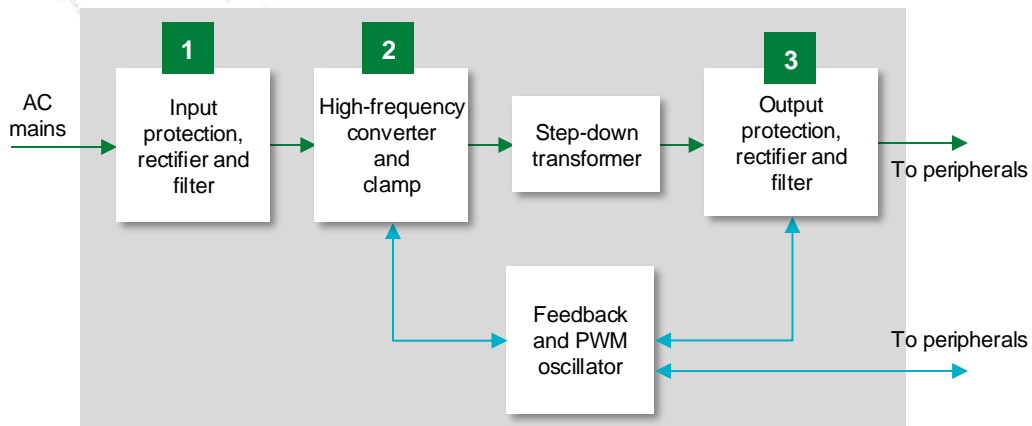 1
2
3
AC
mains
Input
protection,
rectifier and
filter
High-frequency
converter
and
clamp
Step-down
transformer
Output
protection,
rectifier and
filter
To peripherals
Feedback
and PWM
oscillator
To peripherals